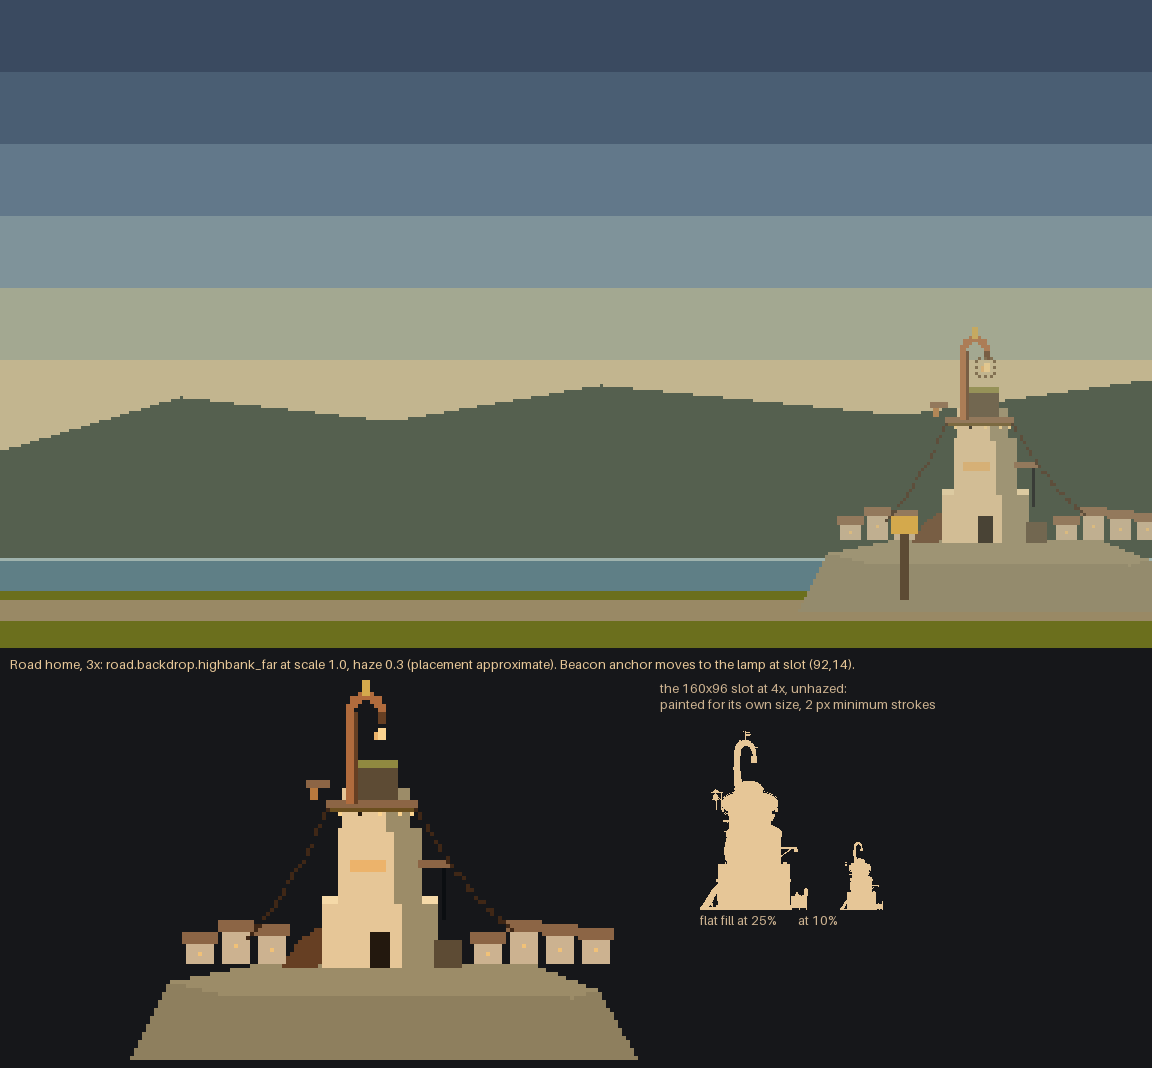 Road home, 3x: road.backdrop.highbank_far at scale 1.0, haze 0.3 (placement approximate). Beacon anchor moves to the lamp at slot (92,14).
the 160x96 slot at 4x, unhazed:
painted for its own size, 2 px minimum strokes
flat fill at 25% at 10%